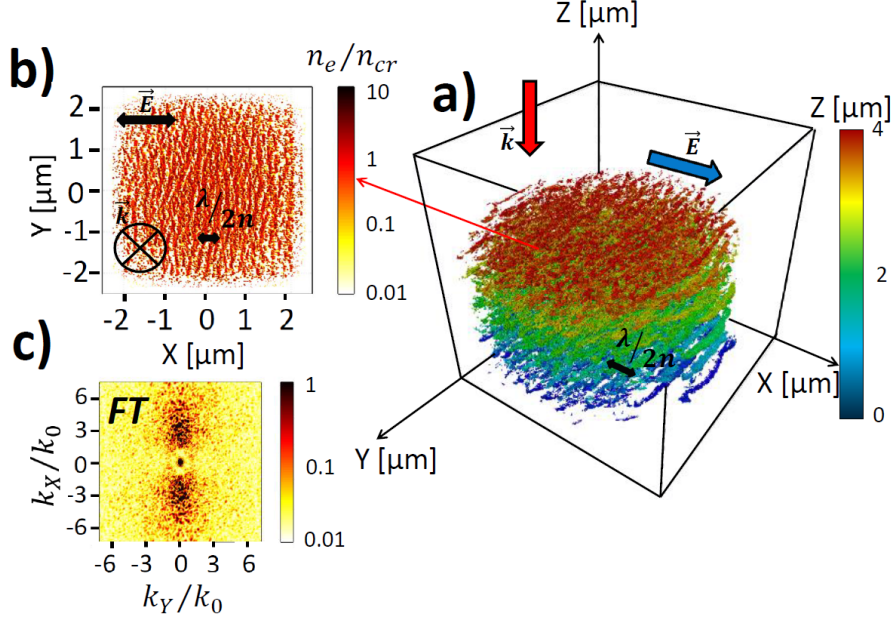 b)
n_e/n_cr
2
1
0
-1
-2
Y [µm]
E⃗
k⃗
λ/2n
-2
-1
0
1
2
X [µm]
10
1
0.1
0.01
a)
Z [µm]
k⃗
E⃗
λ/2n
X [µm]
Y [µm]
Z [µm]
4
3
2
1
0
c)
FT
6
3
0
-3
-6
k_X/k_0
-6
-3
0
3
6
k_Y/k_0
1
0.1
0.01